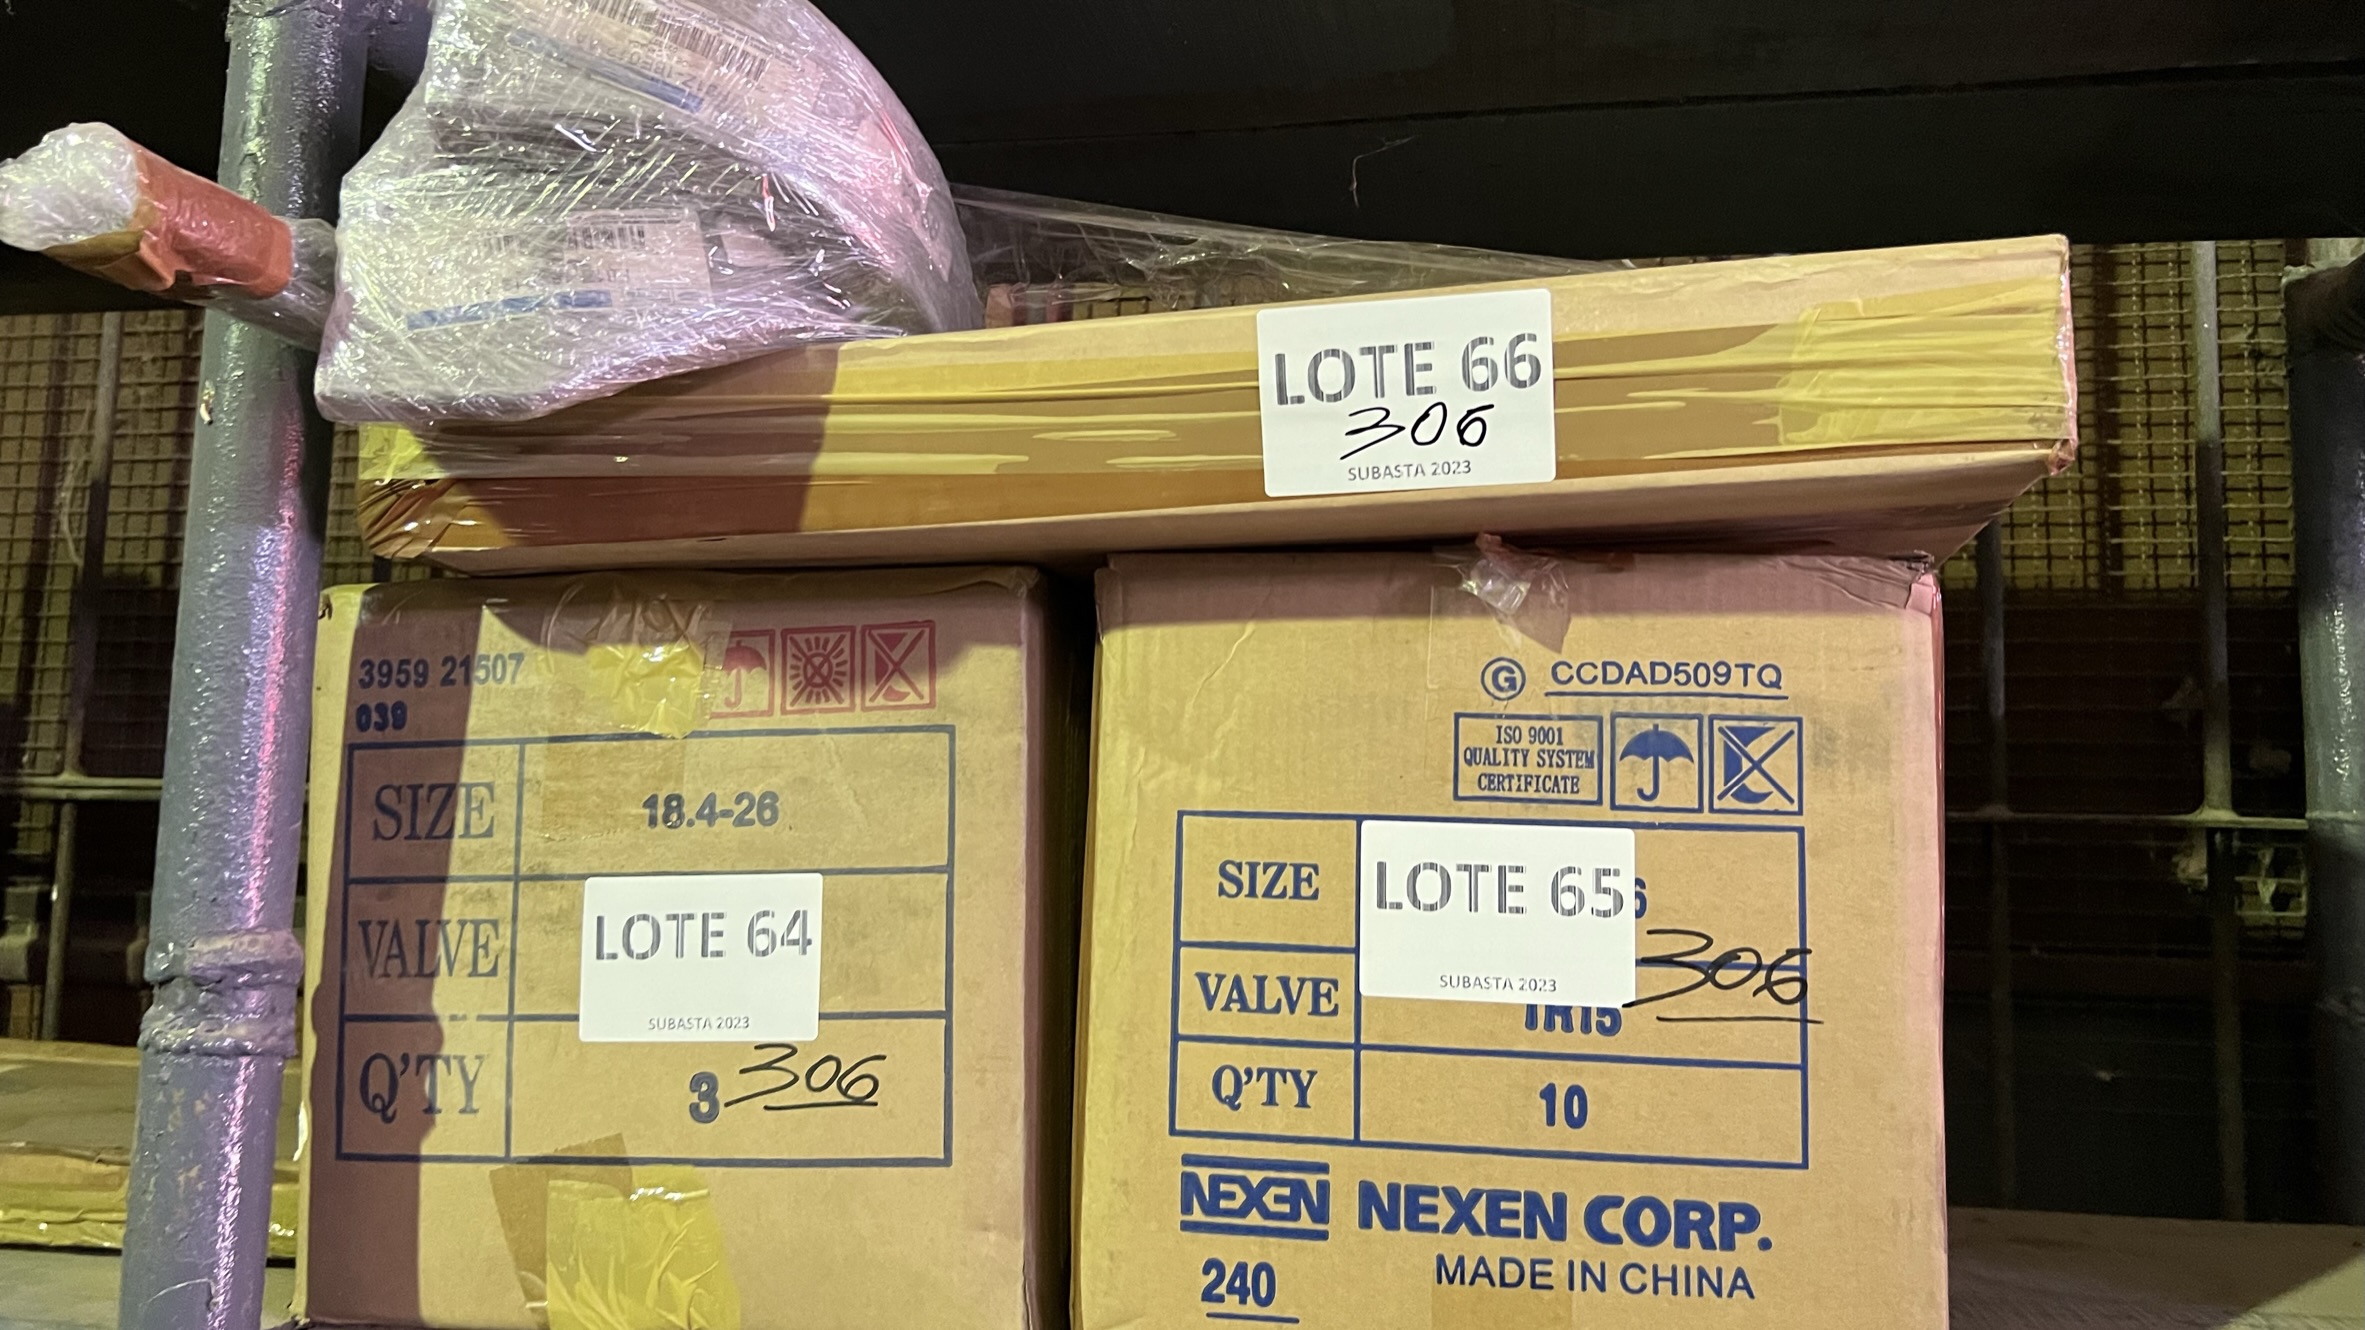 LOTE 66
306
SUBASTA 2023
3959 21507
039
SIZE 18.4-26
VALVE
LOTE 64
SUBASTA 2023
Q'TY 3
306
G CCDAD509TQ
ISO 9001
QUALITY SYSTEM
CERTIFICATE
SIZE 6
LOTE 65
SUBASTA 2023
306
VALVE TR15
Q'TY 10
NEXEN NEXEN CORP.
240
MADE IN CHINA